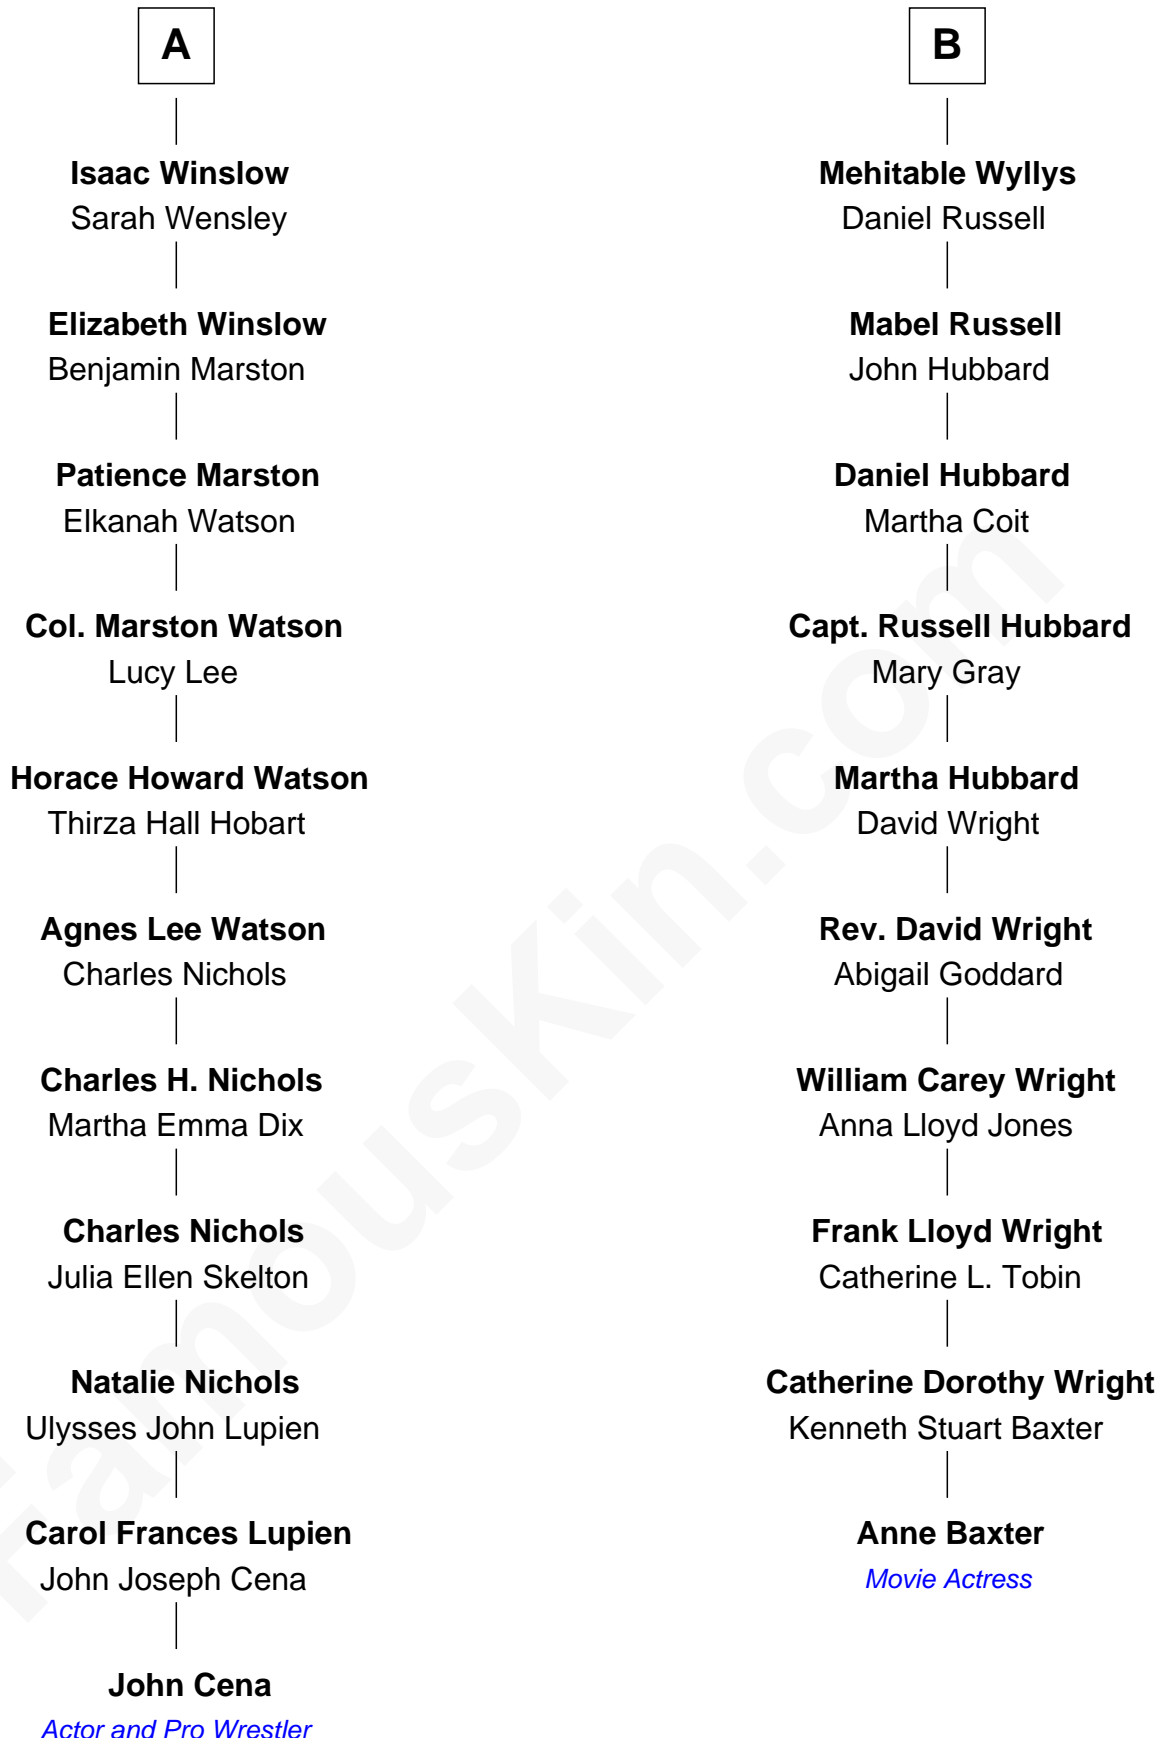 A
Isaac Winslow
Sarah Wensley
Elizabeth Winslow
Benjamin Marston
Patience Marston
Elkanah Watson
Col. Marston Watson
Lucy Lee
Horace Howard Watson
Thirza Hall Hobart
Agnes Lee Watson
Charles Nichols
Charles H. Nichols
Martha Emma Dix
Charles Nichols
Julia Ellen Skelton
Natalie Nichols
Ulysses John Lupien
Carol Frances Lupien
John Joseph Cena
John Cena
Actor and Pro Wrestler
B
Mehitable Wyllys
Daniel Russell
Mabel Russell
John Hubbard
Daniel Hubbard
Martha Coit
Capt. Russell Hubbard
Mary Gray
Martha Hubbard
David Wright
Rev. David Wright
Abigail Goddard
William Carey Wright
Anna Lloyd Jones
Frank Lloyd Wright
Catherine L. Tobin
Catherine Dorothy Wright
Kenneth Stuart Baxter
Anne Baxter
Movie Actress
FamousKin.com